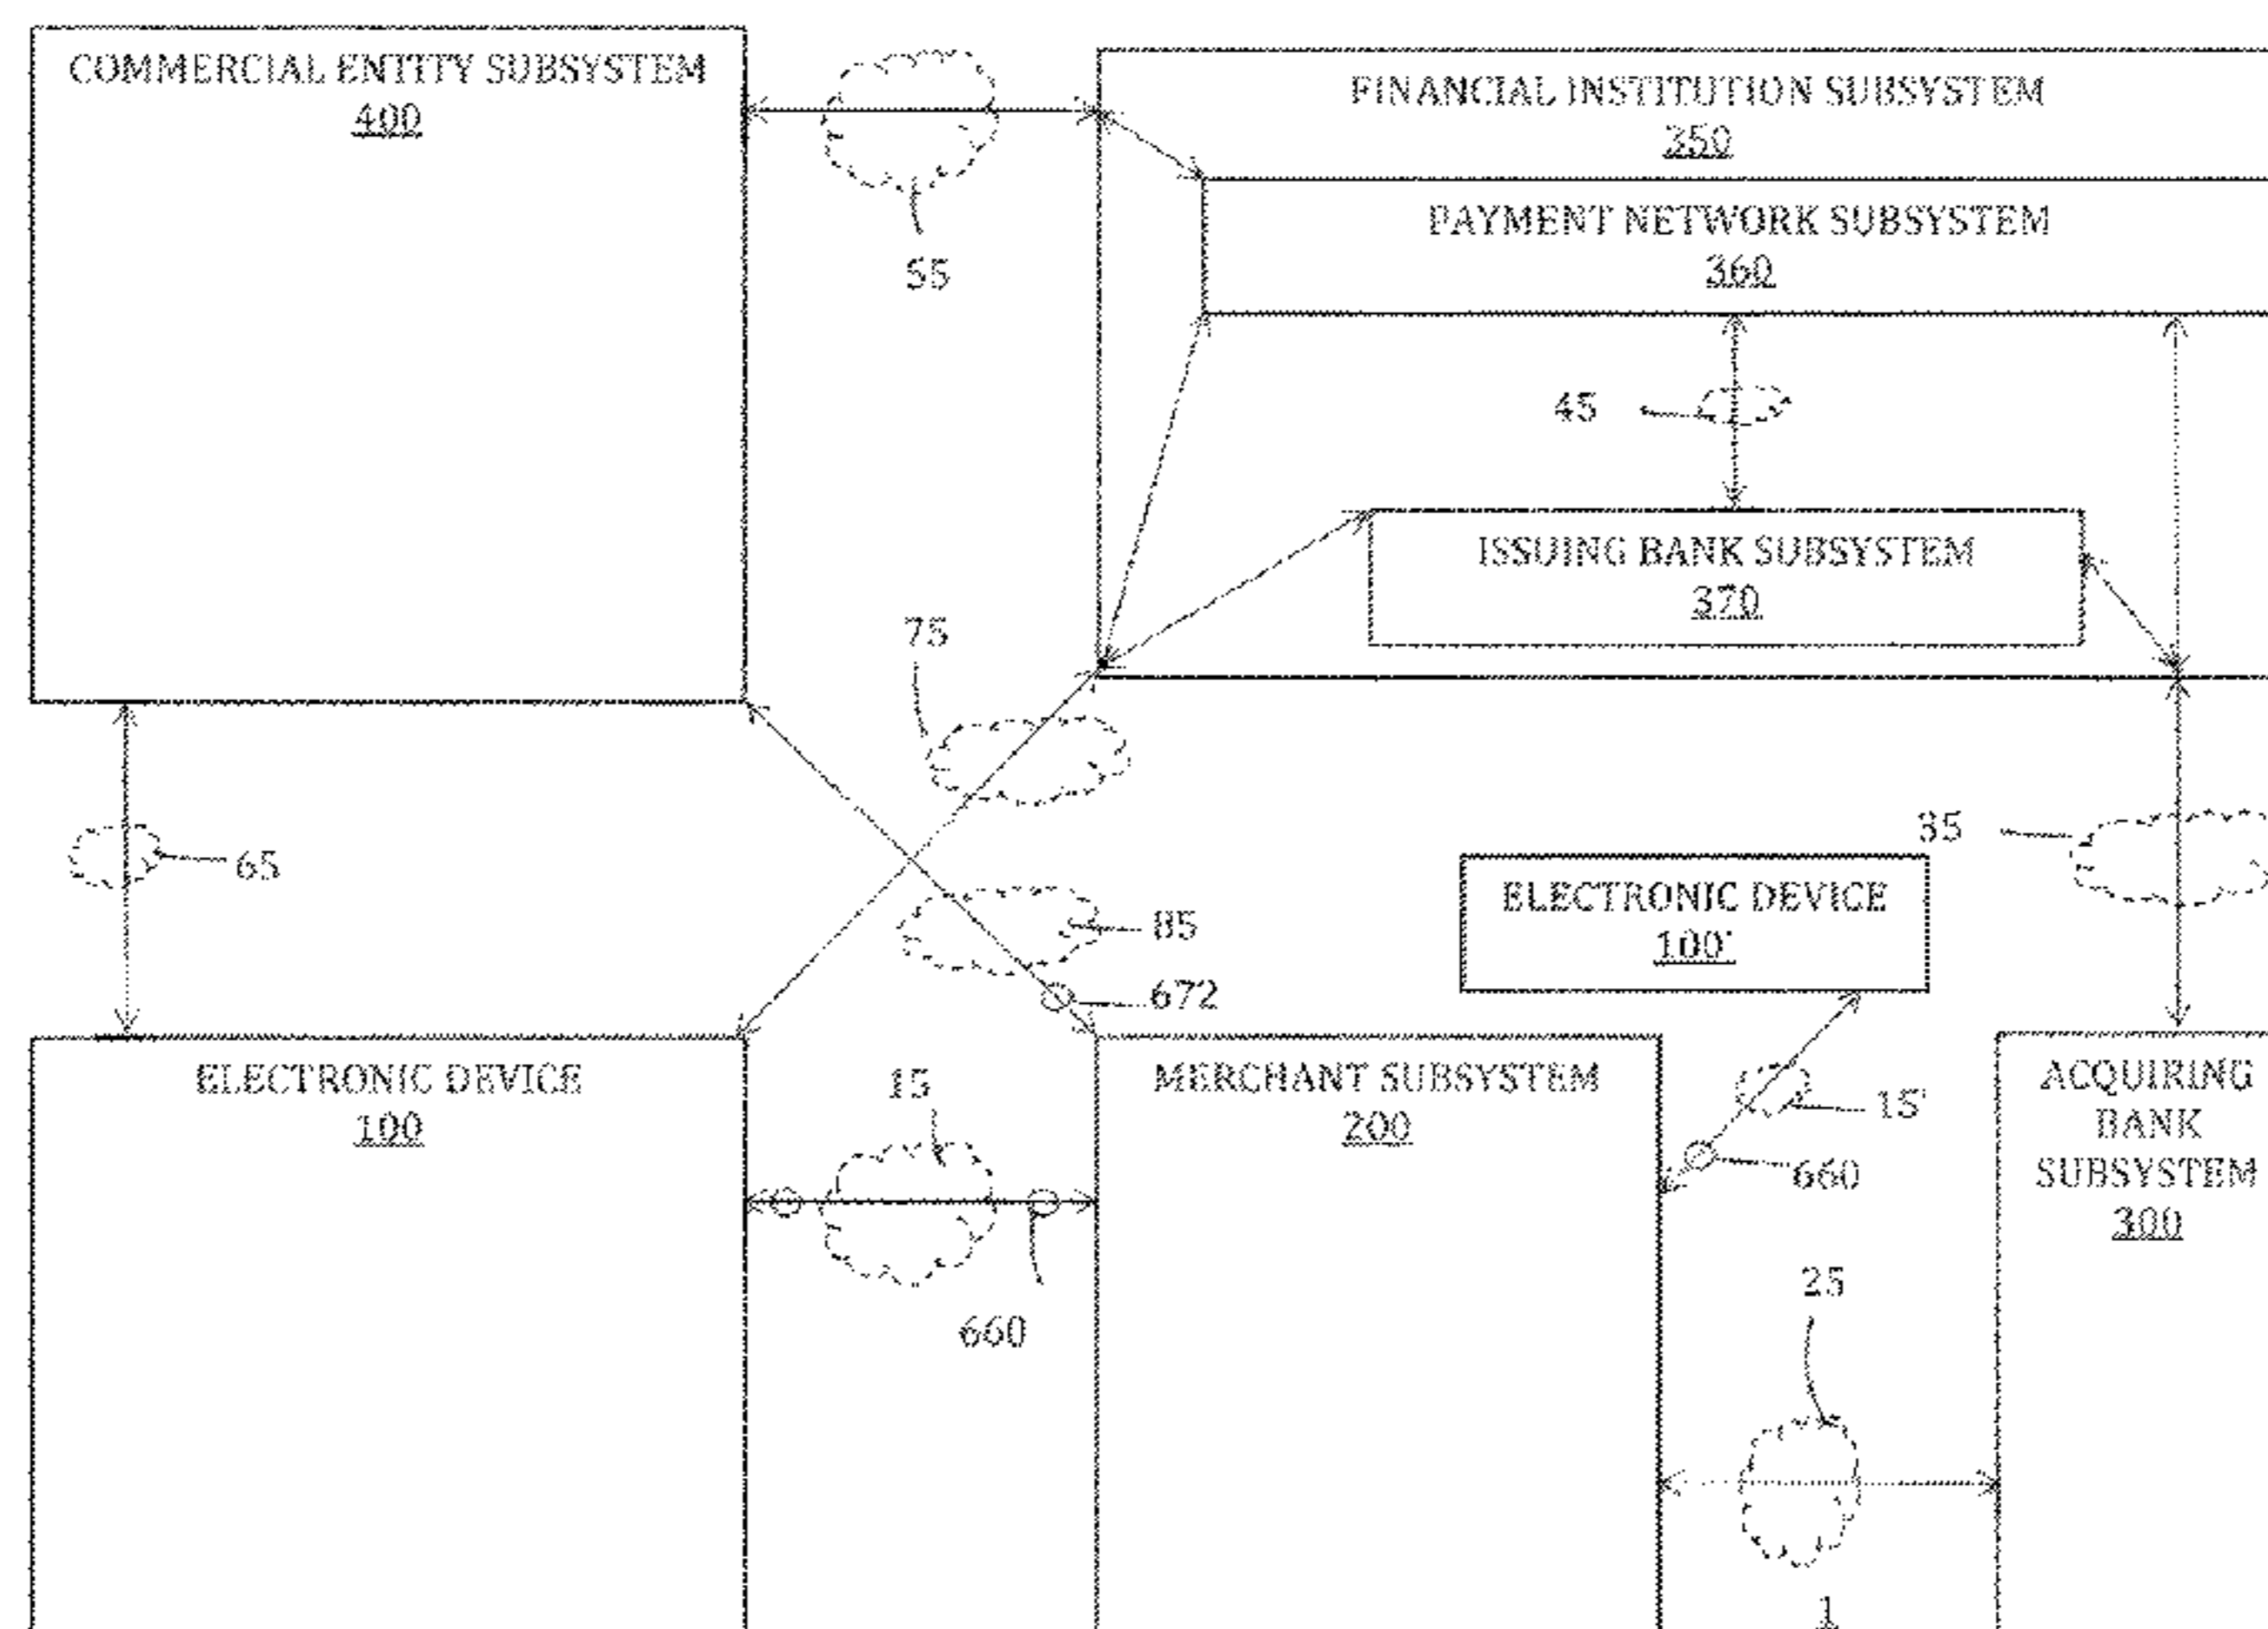 COMMERCIAL ENTITY SUBSYSTEM
400
FINANCIAL INSTITUTION SUBSYSTEM
350
PAYMENT NETWORK SUBSYSTEM
360
55
45
ISSUING BANK SUBSYSTEM
370
75
65
35
ELECTRONIC DEVICE
100'
85
672
ELECTRONIC DEVICE
100
15
MERCHANT SUBSYSTEM
200
15'
660
ACQUIRING
BANK
SUBSYSTEM
300
660
25
1